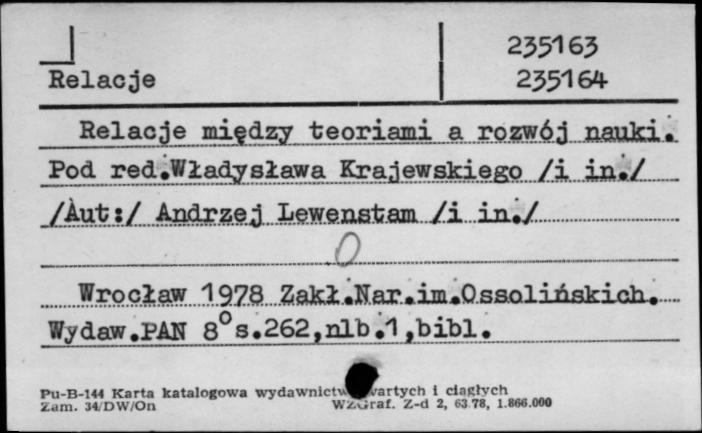 235163
Relacje 235164
Relacje między teoriami a rozwój nauki.
Pod red.Władysława Krajewskiego /i in./
/Aut:/ Andrzej Lewenstam /i in./
0
Wrocław 1978 Zakł.Nar.im.Ossolińskich.
Wydaw.PAN 8° s.262,nlb.1,bibl.
Pu-B-144 Karta katalogowa i ciągłych
Zam. 34/DW/On WZGraf. Z-d 2, 63.78, 1.866.000